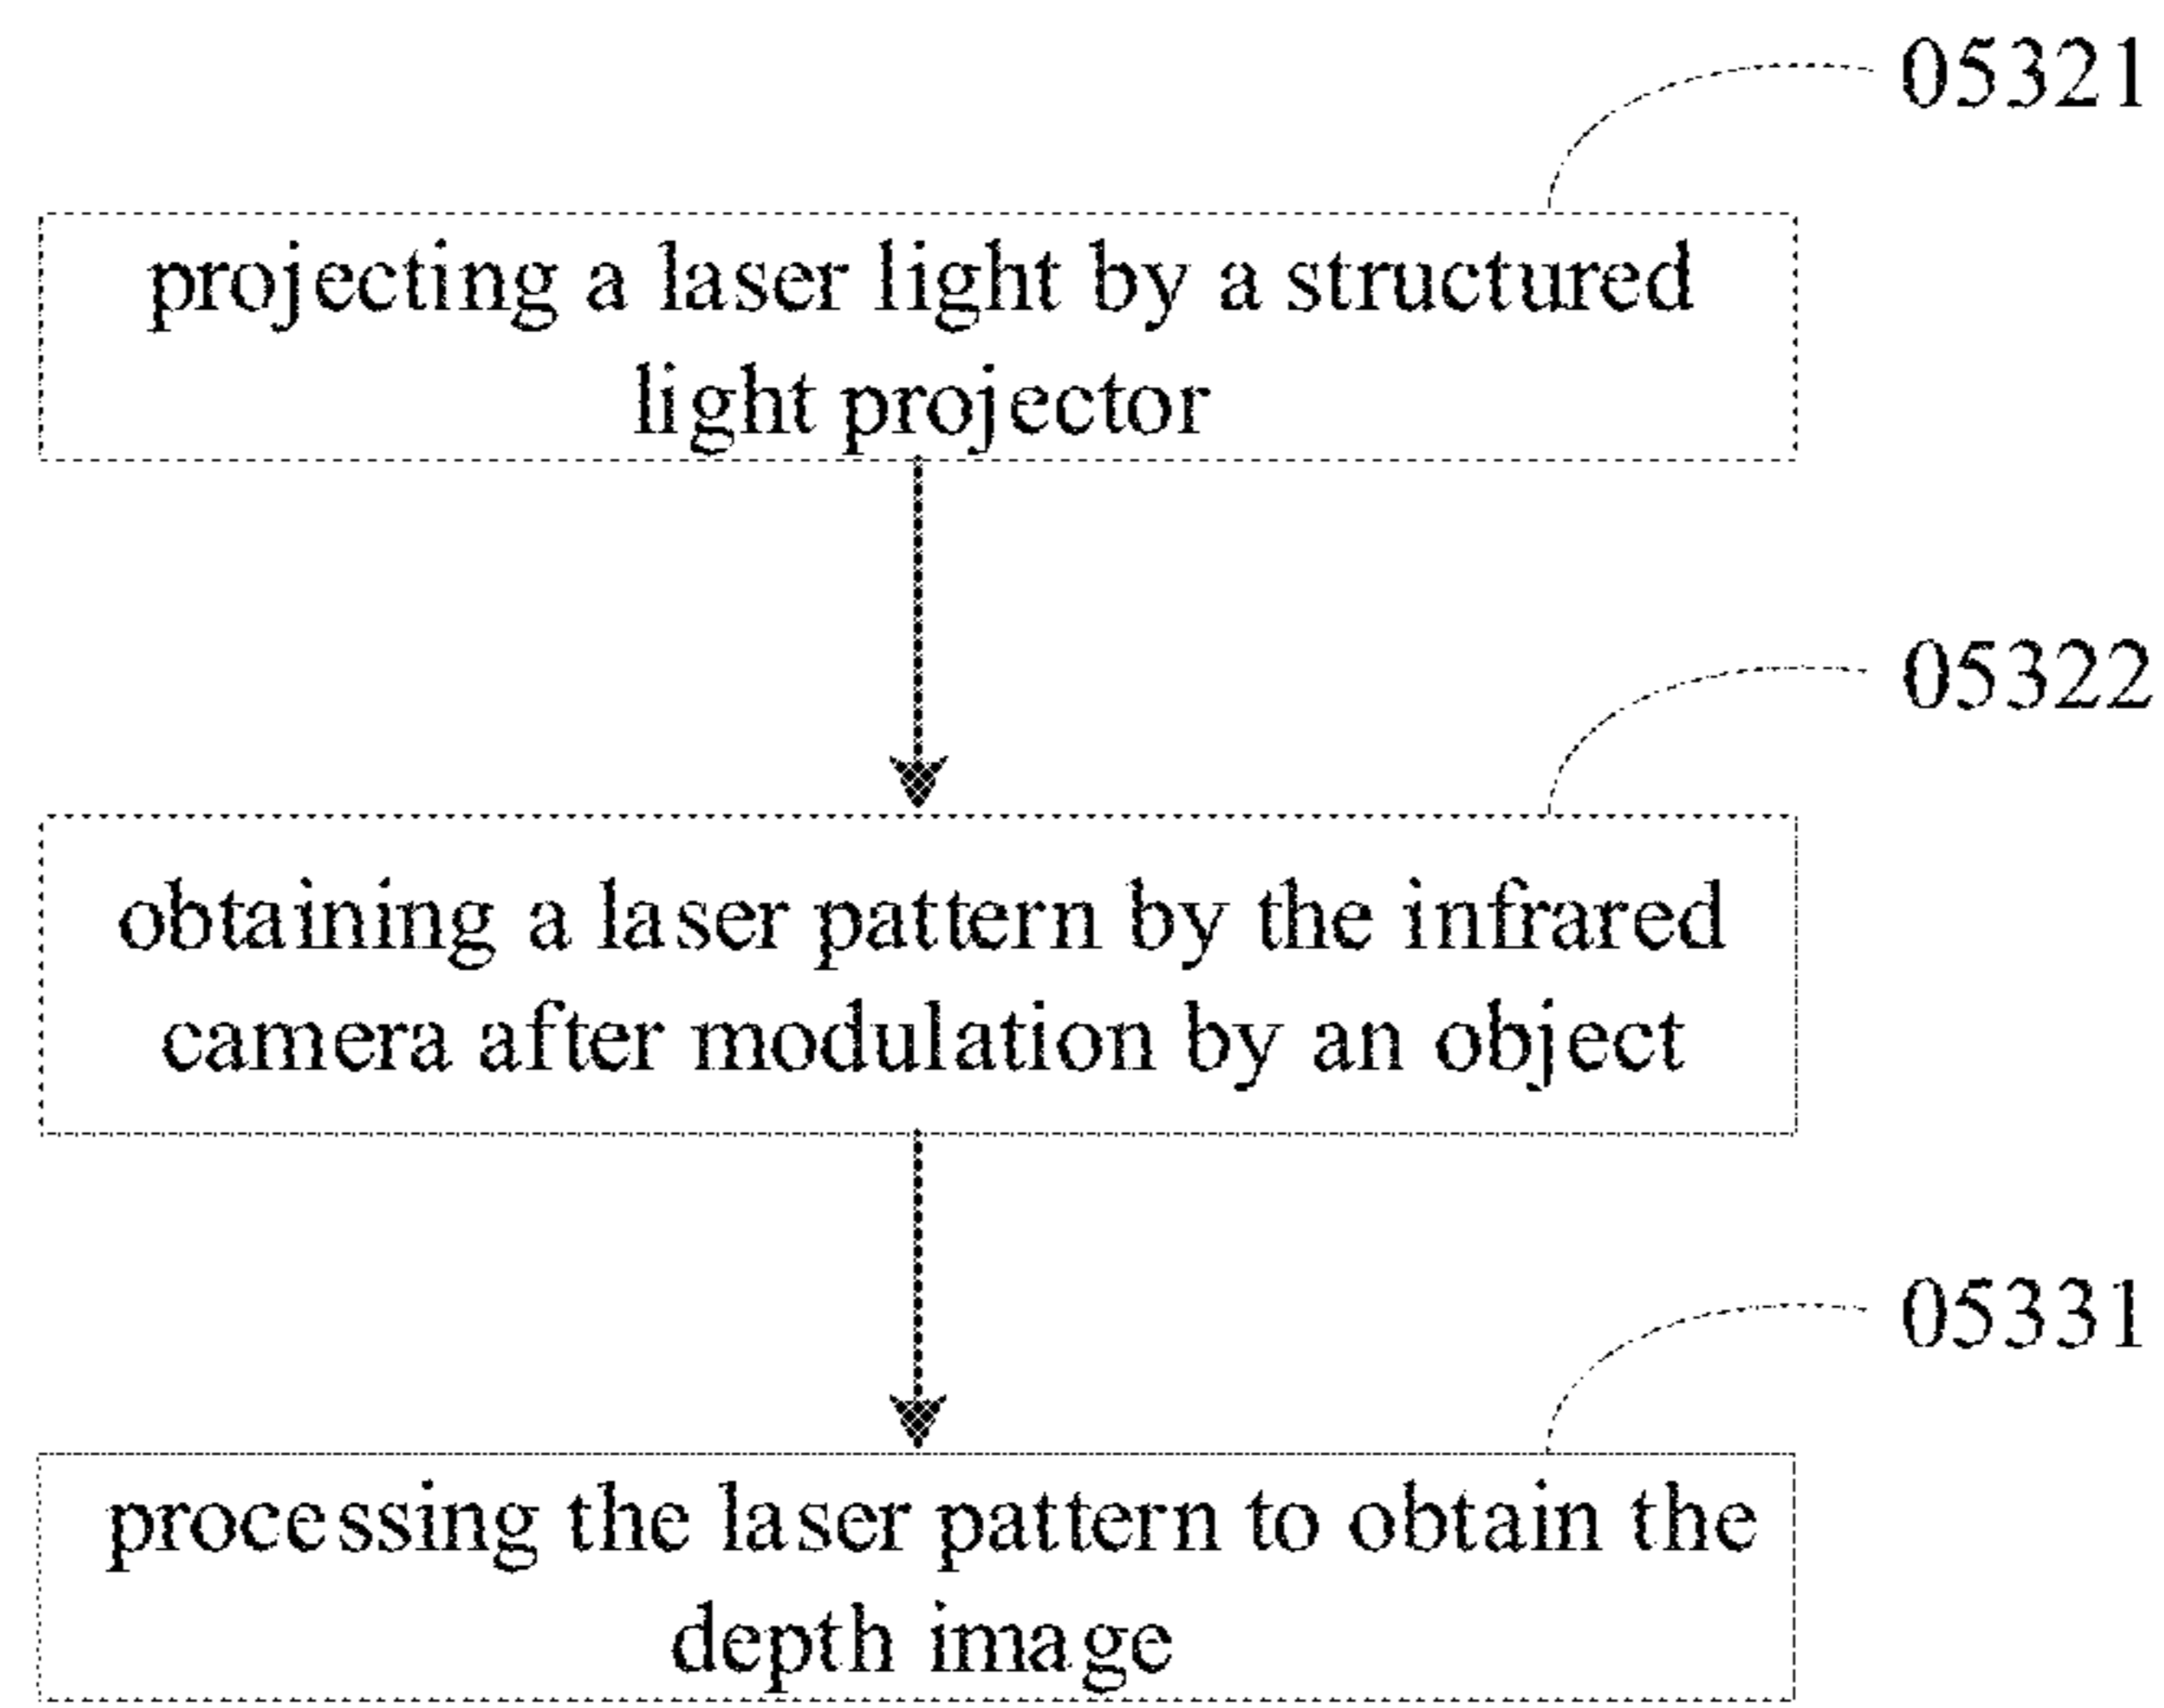 05321
projecting a laser light by a structured
light projector
05322
obtaining a laser pattern by the infrared
camera after modulation by an object
05331
processing the laser pattern to obtain the
depth image